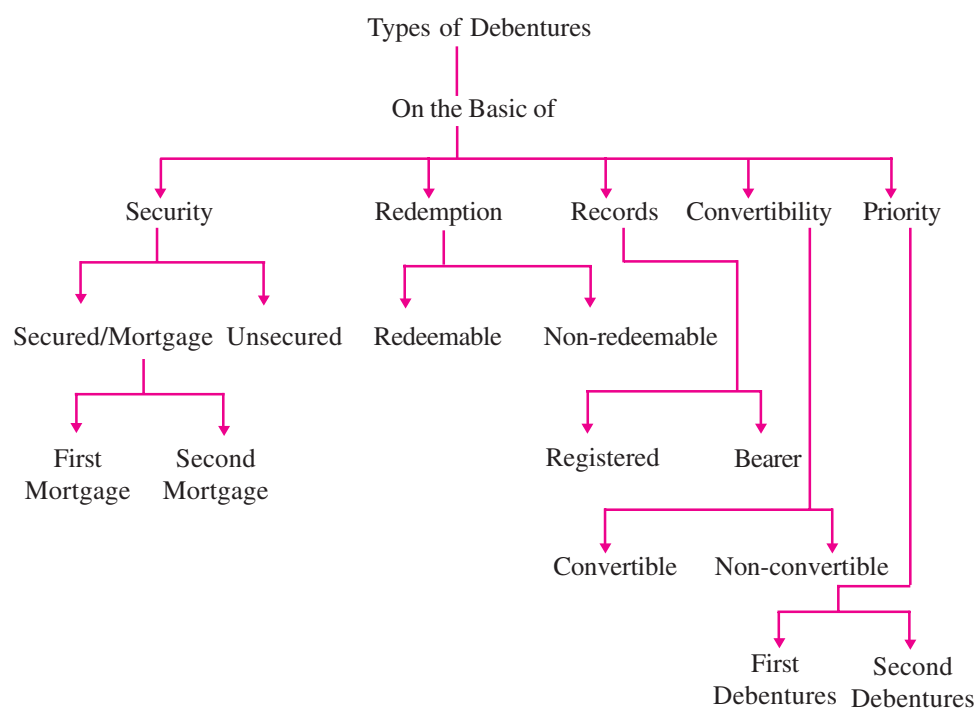 Types of Debentures
On the Basic of
Security Redemption Records Convertibility Priority
Secured/Mortgage Unsecured Redeemable Non-redeemable
First Mortgage
Second Mortgage
Registered Bearer
Convertible Non-convertible
First Debentures
Second Debentures